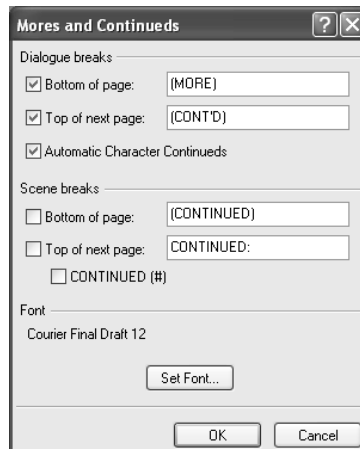 Mores and Continueds
Dialogue breaks
Bottom of page: (MORE)
Top of next page: (CONT'D)
Automatic Character Continueds
Scene breaks
Bottom of page: (CONTINUED)
Top of next page: CONTINUED:
CONTINUED (#)
Font
Courier Final Draft 12
Set Font...
OK Cancel